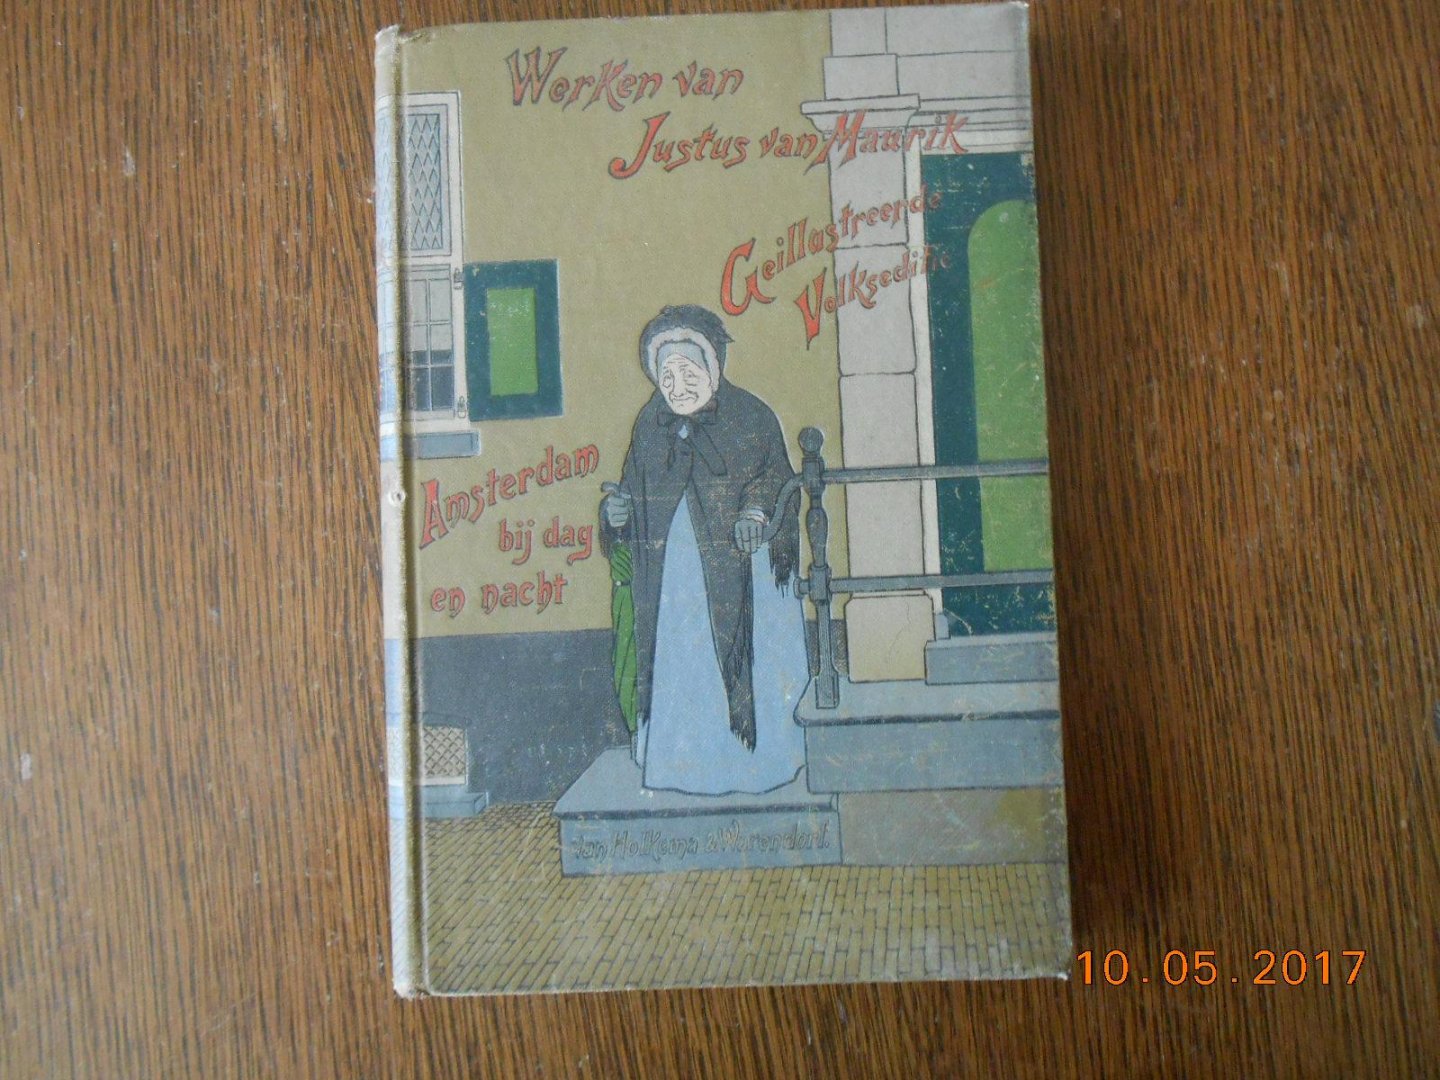 Werken van
Justus van Maurik
Geillustreerde
Volkseditie
Amsterdam
bij dag
en nacht
Van Holkema & Warendorf.
10.05.2017